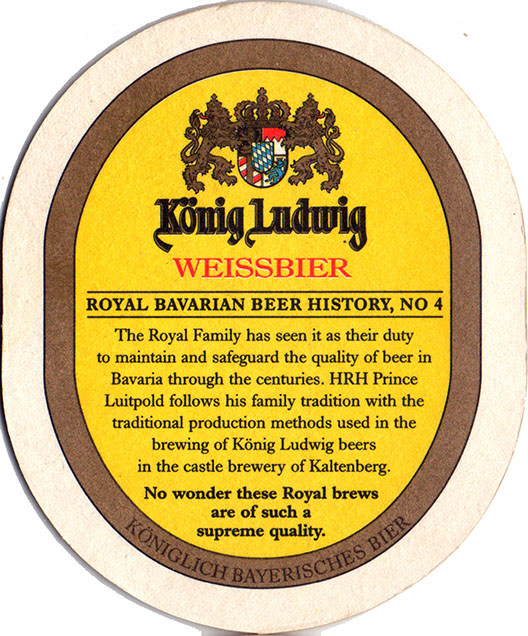 König Ludwig
WEISSBIER
ROYAL BAVARIAN BEER HISTORY, NO 4
The Royal Family has seen it as their duty
to maintain and safeguard the quality of beer in
Bavaria through the centuries. HRH Prince
Luitpold follows his family tradition with the
traditional production methods used in the
brewing of König Ludwig beers
in the castle brewery of Kaltenberg.
No wonder these Royal brews
are of such a
supreme quality.
KÖNIGLICH BAYERISCHES BIER